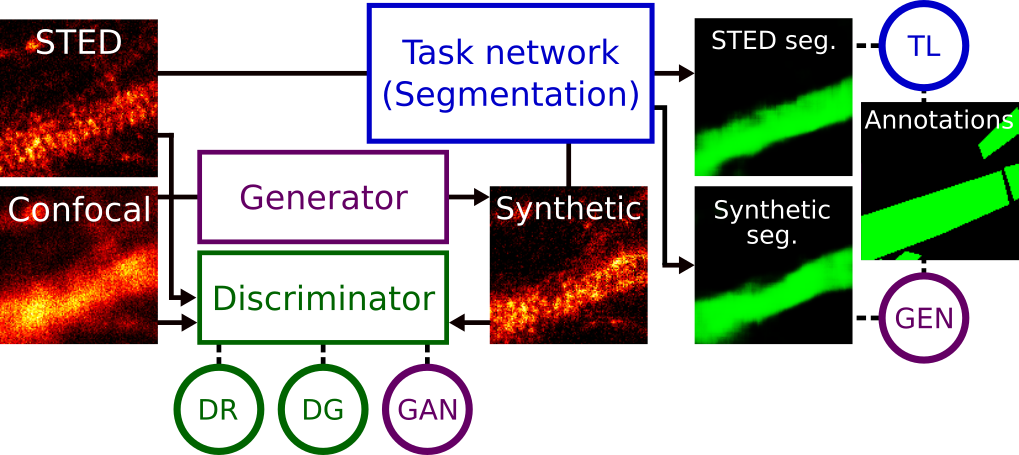 STED
Task network
(Segmentation)
STED seg.
TL
Annotations
Confocal
Generator
Synthetic
Synthetic
seg.
Discriminator
GEN
DR
DG
GAN